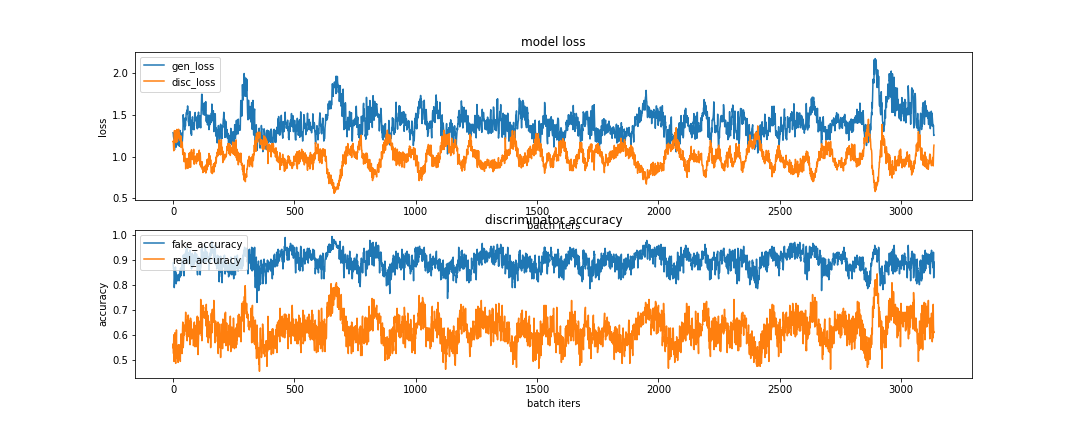 model loss
gen_loss
disc_loss
loss
2.0
1.5
1.0
0.5
0 500 1000 1500 2000 2500 3000
batch iters
discriminator accuracy
fake_accuracy
real_accuracy
accuracy
1.0
0.9
0.8
0.7
0.6
0.5
0 500 1000 1500 2000 2500 3000
batch iters